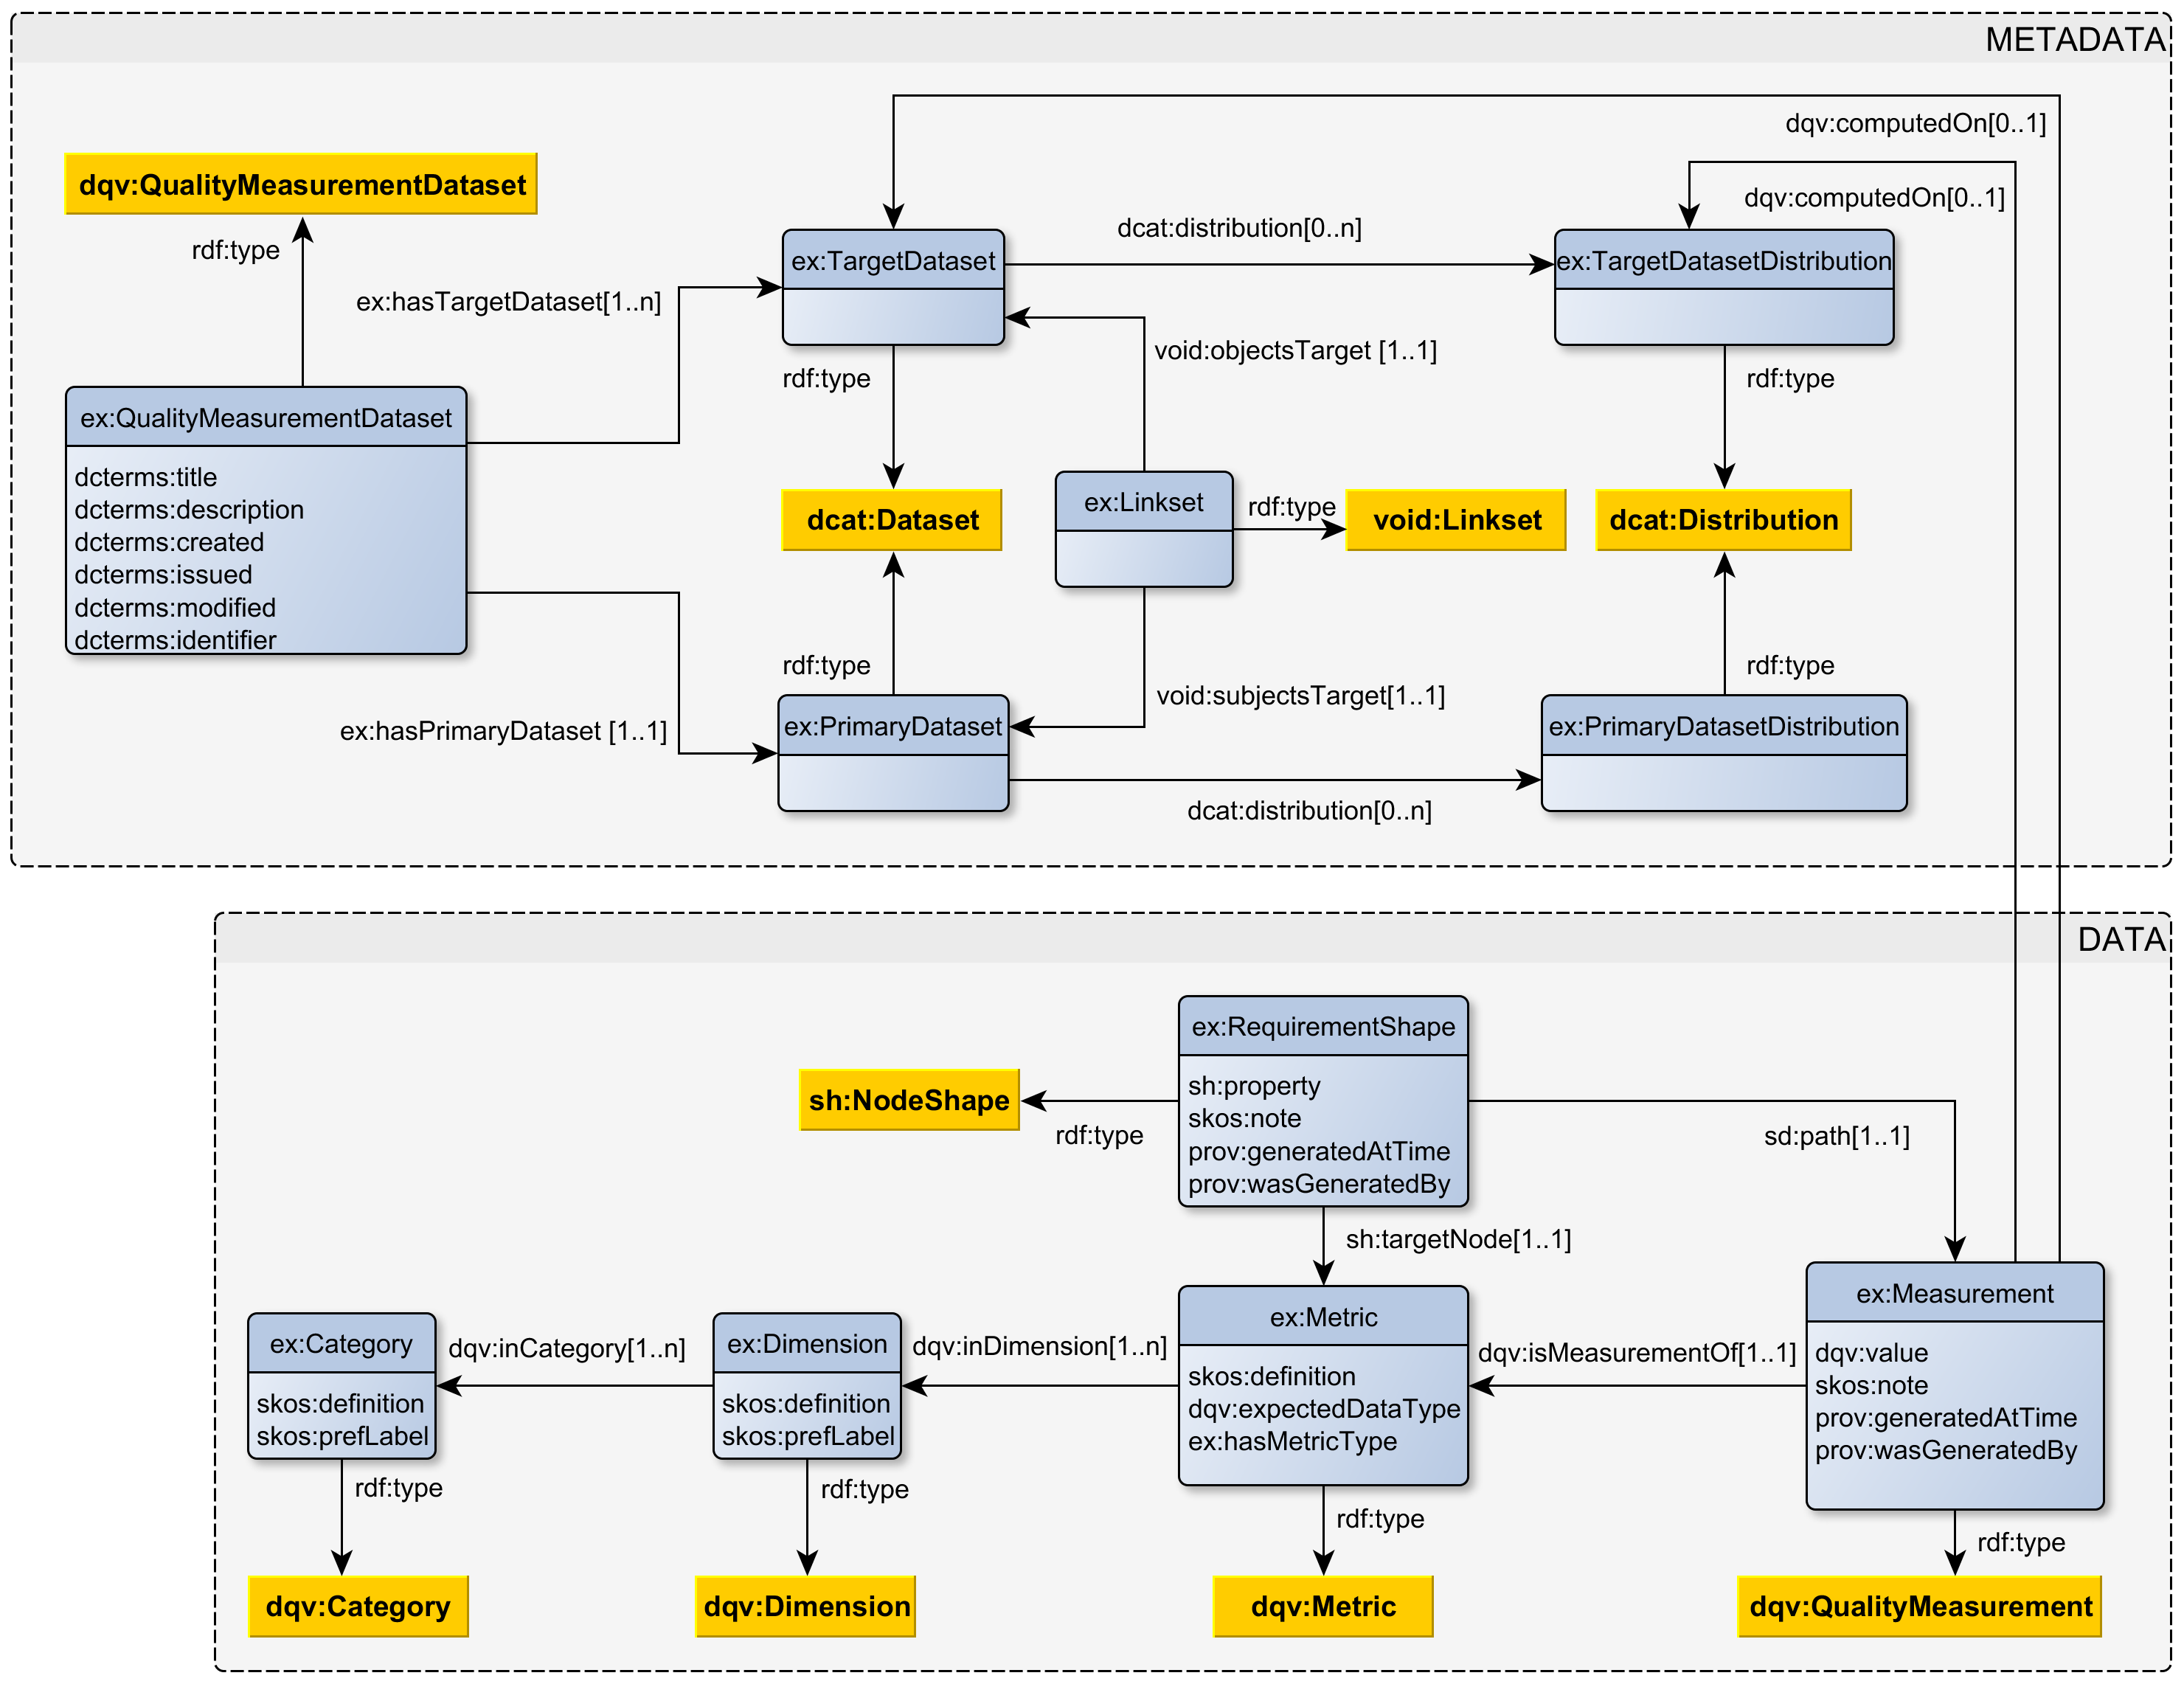 METADATA
dqv:computedOn[0..1]
dqv:QualityMeasurementDataset
dqv:computedOn[0..1]
rdf:type
dcat:distribution[0..n]
ex:TargetDataset
ex:TargetDatasetDistribution
ex:hasTargetDataset[1..n]
void:objectsTarget [1..1]
rdf:type
rdf:type
ex:QualityMeasurementDataset
dcterms:title
dcterms:description
dcterms:created
dcterms:issued
dcterms:modified
dcterms:identifier
ex:Linkset
rdf:type
dcat:Dataset
void:Linkset
dcat:Distribution
rdf:type
rdf:type
void:subjectsTarget[1..1]
ex:hasPrimaryDataset [1..1]
ex:PrimaryDataset
ex:PrimaryDatasetDistribution
dcat:distribution[0..n]
DATA
ex:RequirementShape
sh:property
skos:note
prov:generatedAtTime
prov:wasGeneratedBy
sh:NodeShape
rdf:type
sd:path[1..1]
sh:targetNode[1..1]
ex:Category
skos:definition
skos:prefLabel
dqv:inCategory[1..n]
ex:Dimension
skos:definition
skos:prefLabel
dqv:inDimension[1..n]
ex:Metric
skos:definition
dqv:expectedDataType
ex:hasMetricType
dqv:isMeasurementOf[1..1]
ex:Measurement
dqv:value
skos:note
prov:generatedAtTime
prov:wasGeneratedBy
rdf:type
rdf:type
rdf:type
rdf:type
dqv:Category
dqv:Dimension
dqv:Metric
dqv:QualityMeasurement